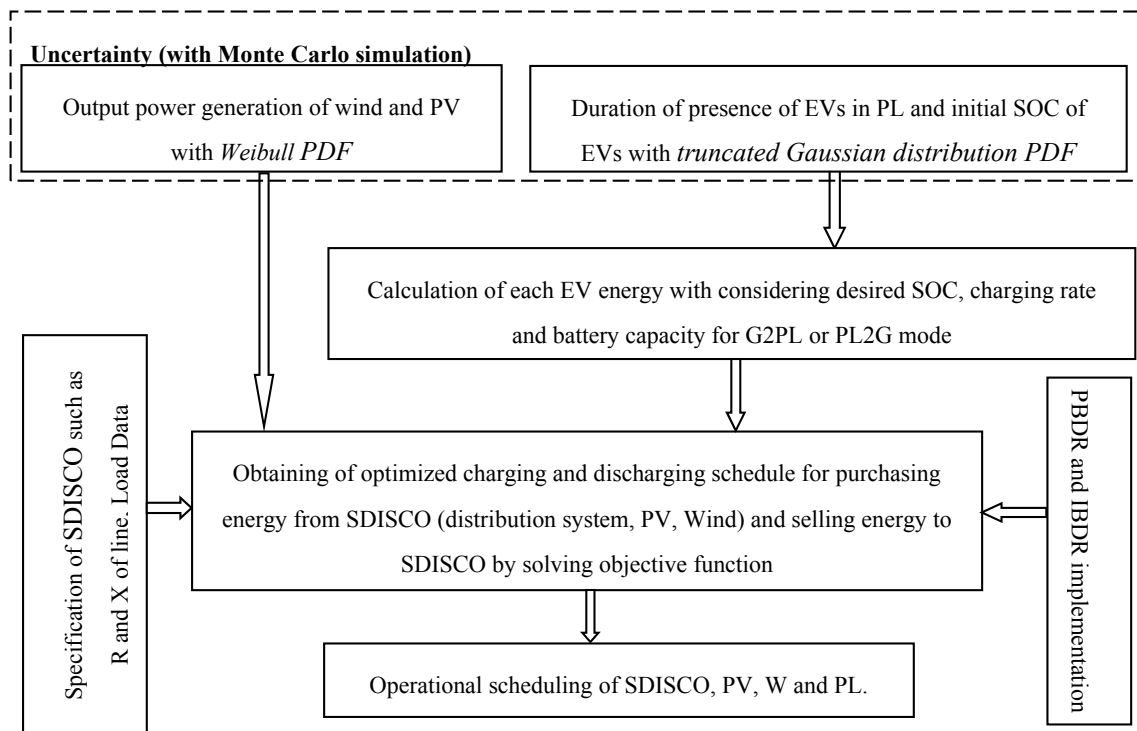 Uncertainty (with Monte Carlo simulation)
Output power generation of wind and PV
with Weibull PDF
Duration of presence of EVs in PL and initial SOC of
EVs with truncated Gaussian distribution PDF
Calculation of each EV energy with considering desired SOC, charging rate
and battery capacity for G2PL or PL2G mode
Specification of SDISCO such as
R and X of line. Load Data
Obtaining of optimized charging and discharging schedule for purchasing
energy from SDISCO (distribution system, PV, Wind) and selling energy to
SDISCO by solving objective function
PBDR and IBDR implementation
Operational scheduling of SDISCO, PV, W and PL.